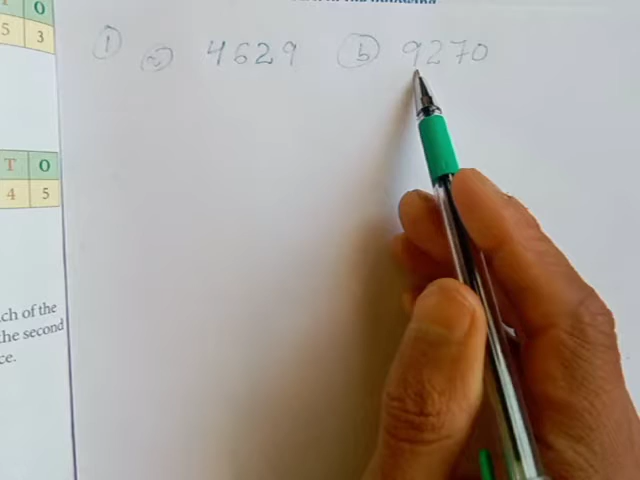 T O
5 3
① ⓐ 4629 ⓑ 9270
T O
4 5
ch of the
the second
ce.